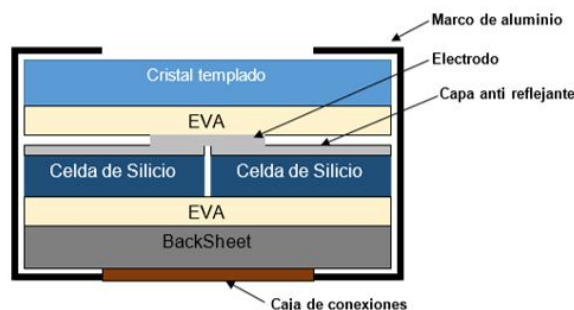 Marco de aluminio
Electrodo
Cristal templado
Capa anti reflejante
EVA
Celda de Silicio
Celda de Silicio
EVA
BackSheet
Caja de conexiones